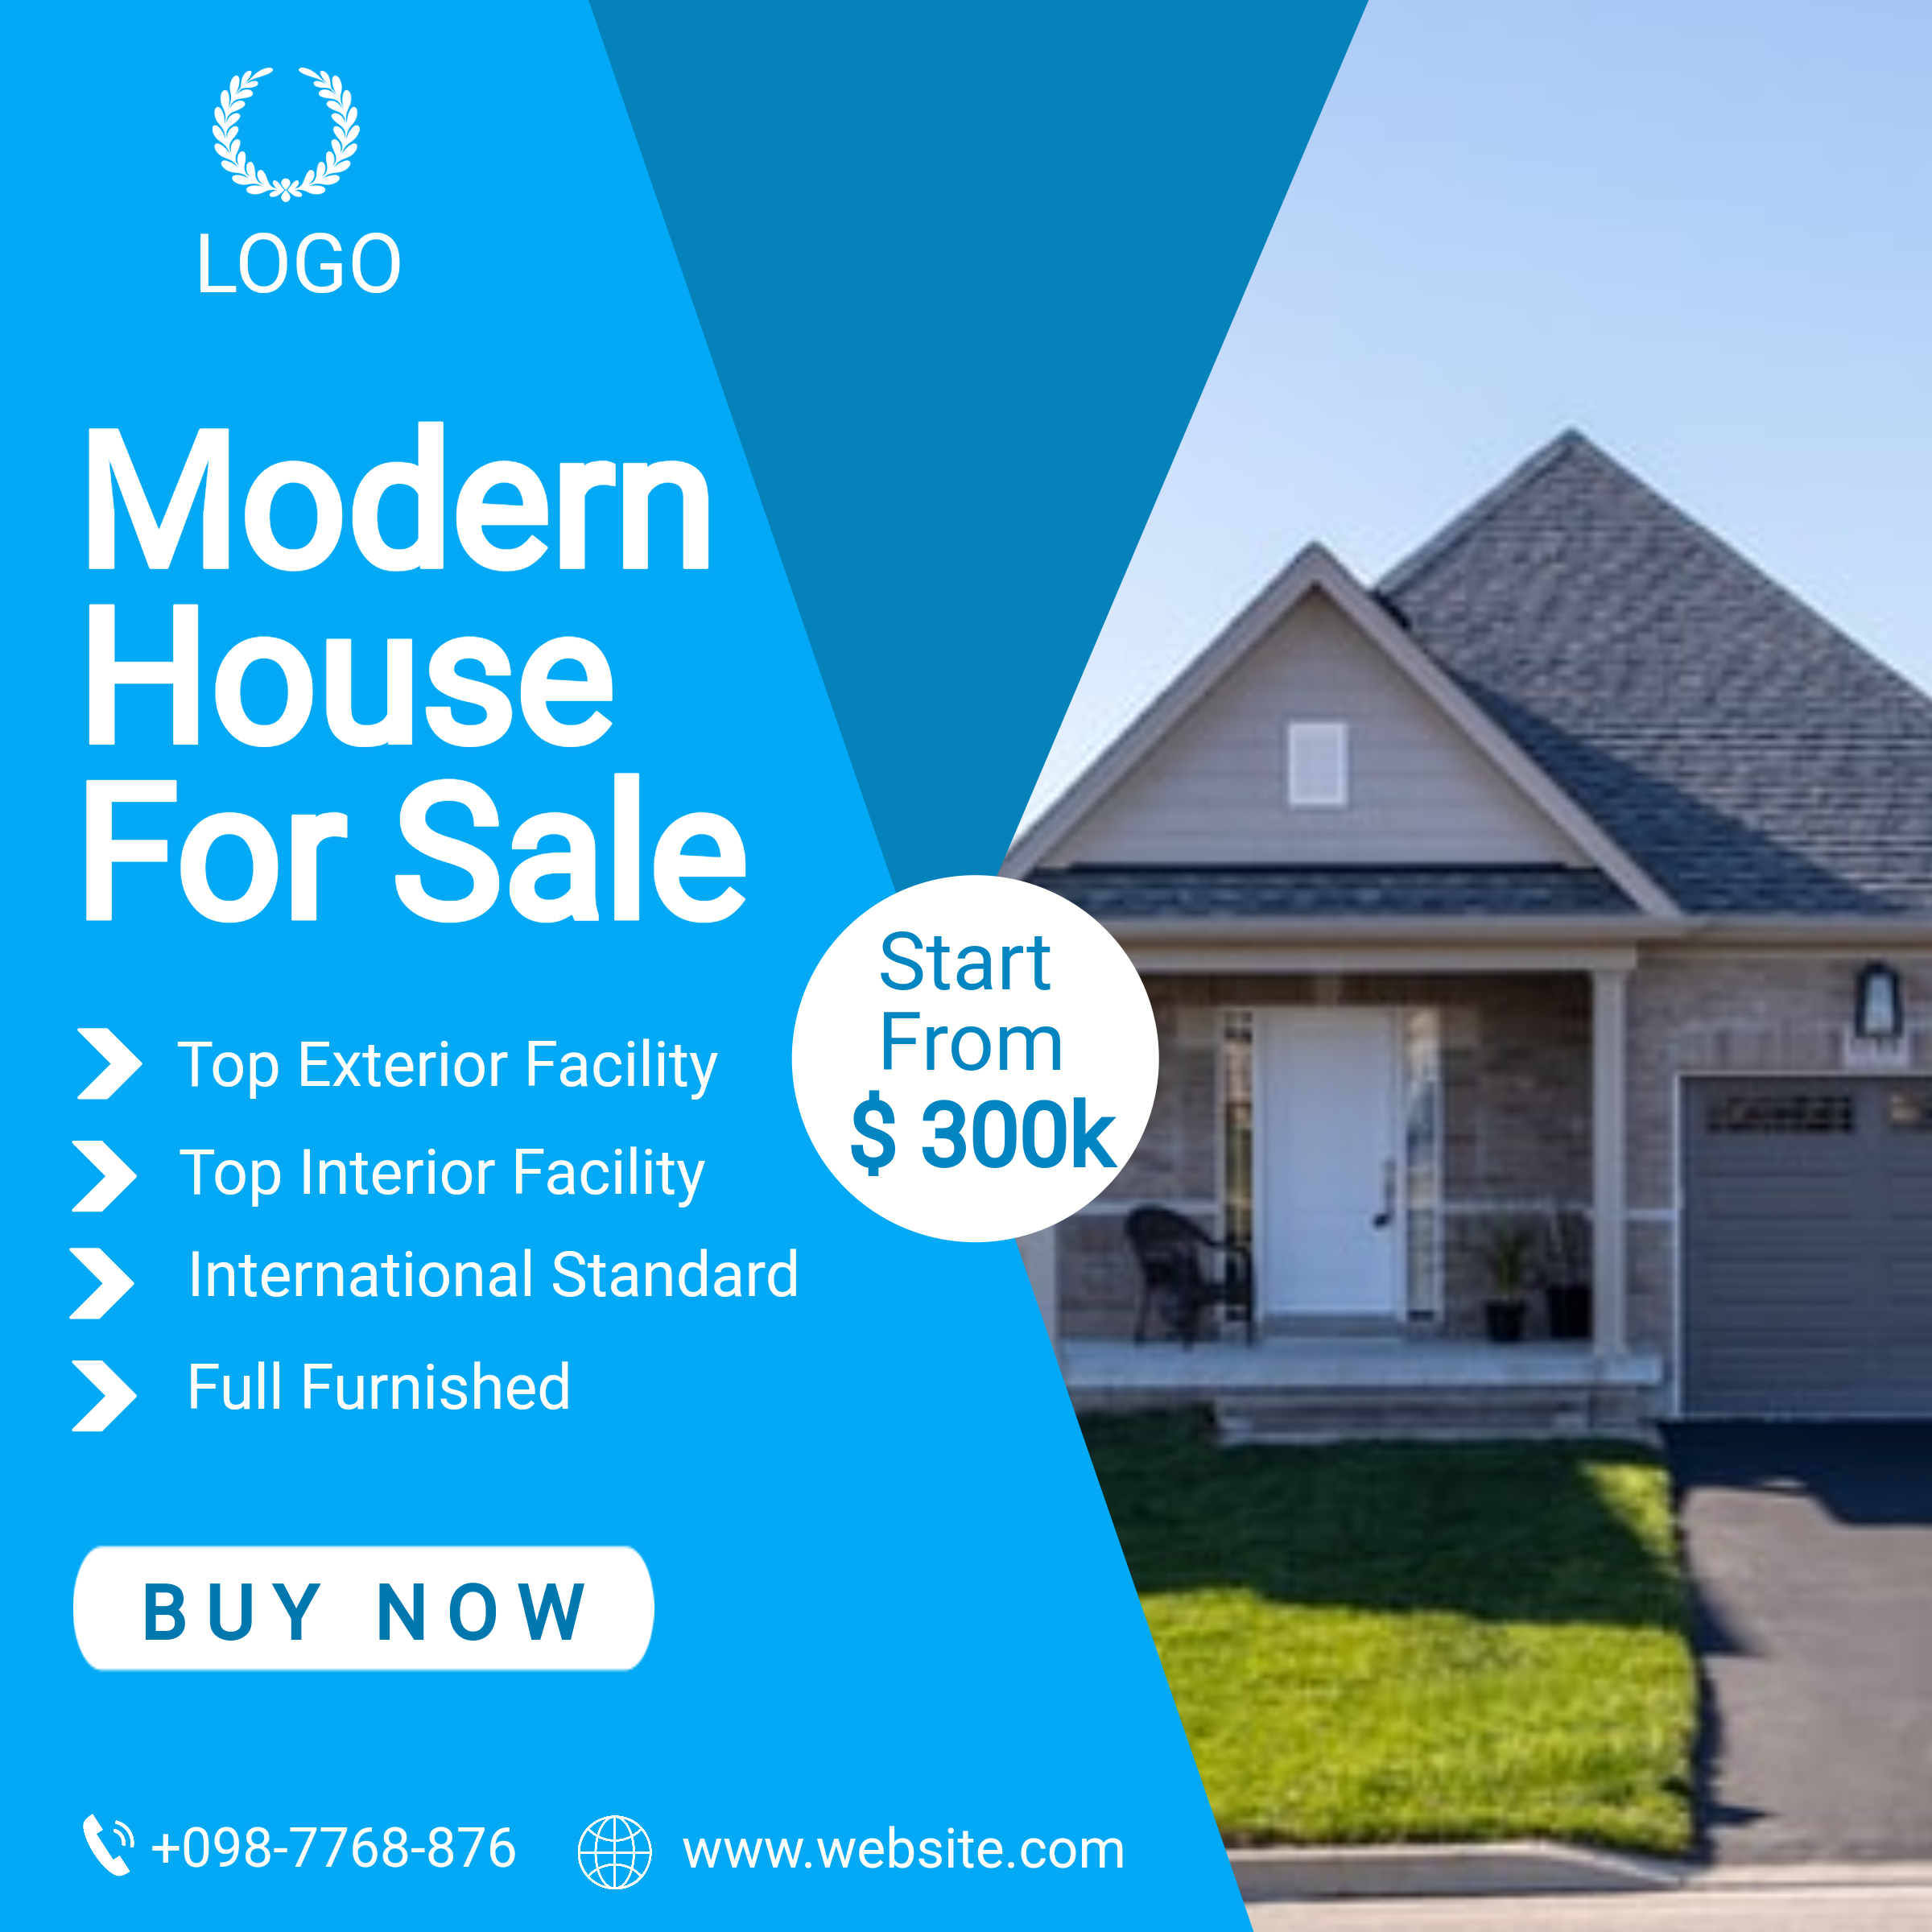 LOGO
Modern
House
For Sale
Start
From
$ 300k
Top Exterior Facility
Top Interior Facility
International Standard
Full Furnished
BUY NOW
+098-7768-876
www.website.com